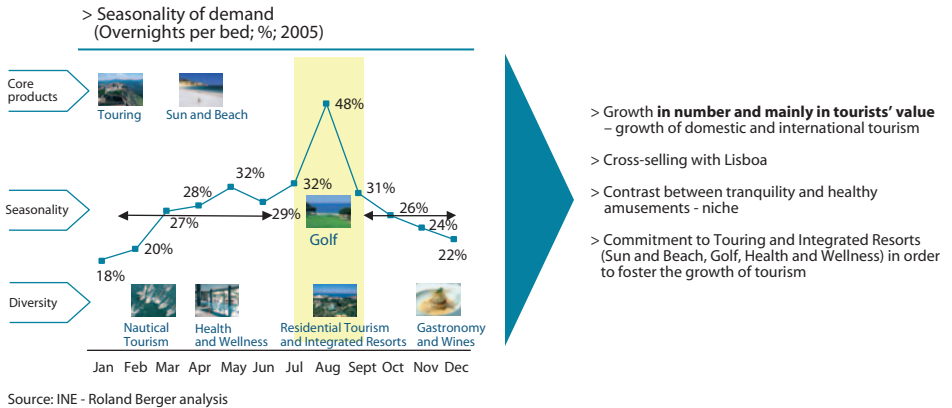 > Seasonality of demand
(Overnights per bed; %; 2005)
Core
products
Touring
Sun and Beach
48%
Seasonality
18%
20%
27%
28%
32%
29%
32%
31%
26%
24%
22%
Golf
Diversity
Nautical
Tourism
Health
and Wellness
Residential Tourism
and Integrated Resorts
Gastronomy
and Wines
Jan Feb Mar Apr May Jun Jul Aug Sept Oct Nov Dec
> Growth in number and mainly in tourists' value
– growth of domestic and international tourism
> Cross-selling with Lisboa
> Contrast between tranquility and healthy
amusements - niche
> Commitment to Touring and Integrated Resorts
(Sun and Beach, Golf, Health and Wellness) in order
to foster the growth of tourism
Source: INE - Roland Berger analysis